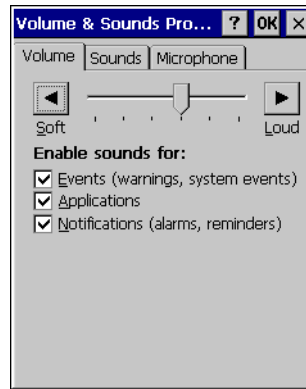 Volume & Sounds Pro... ? OK ×
Volume Sounds Microphone
Soft Loud
Enable sounds for:
Events (warnings, system events)
Applications
Notifications (alarms, reminders)